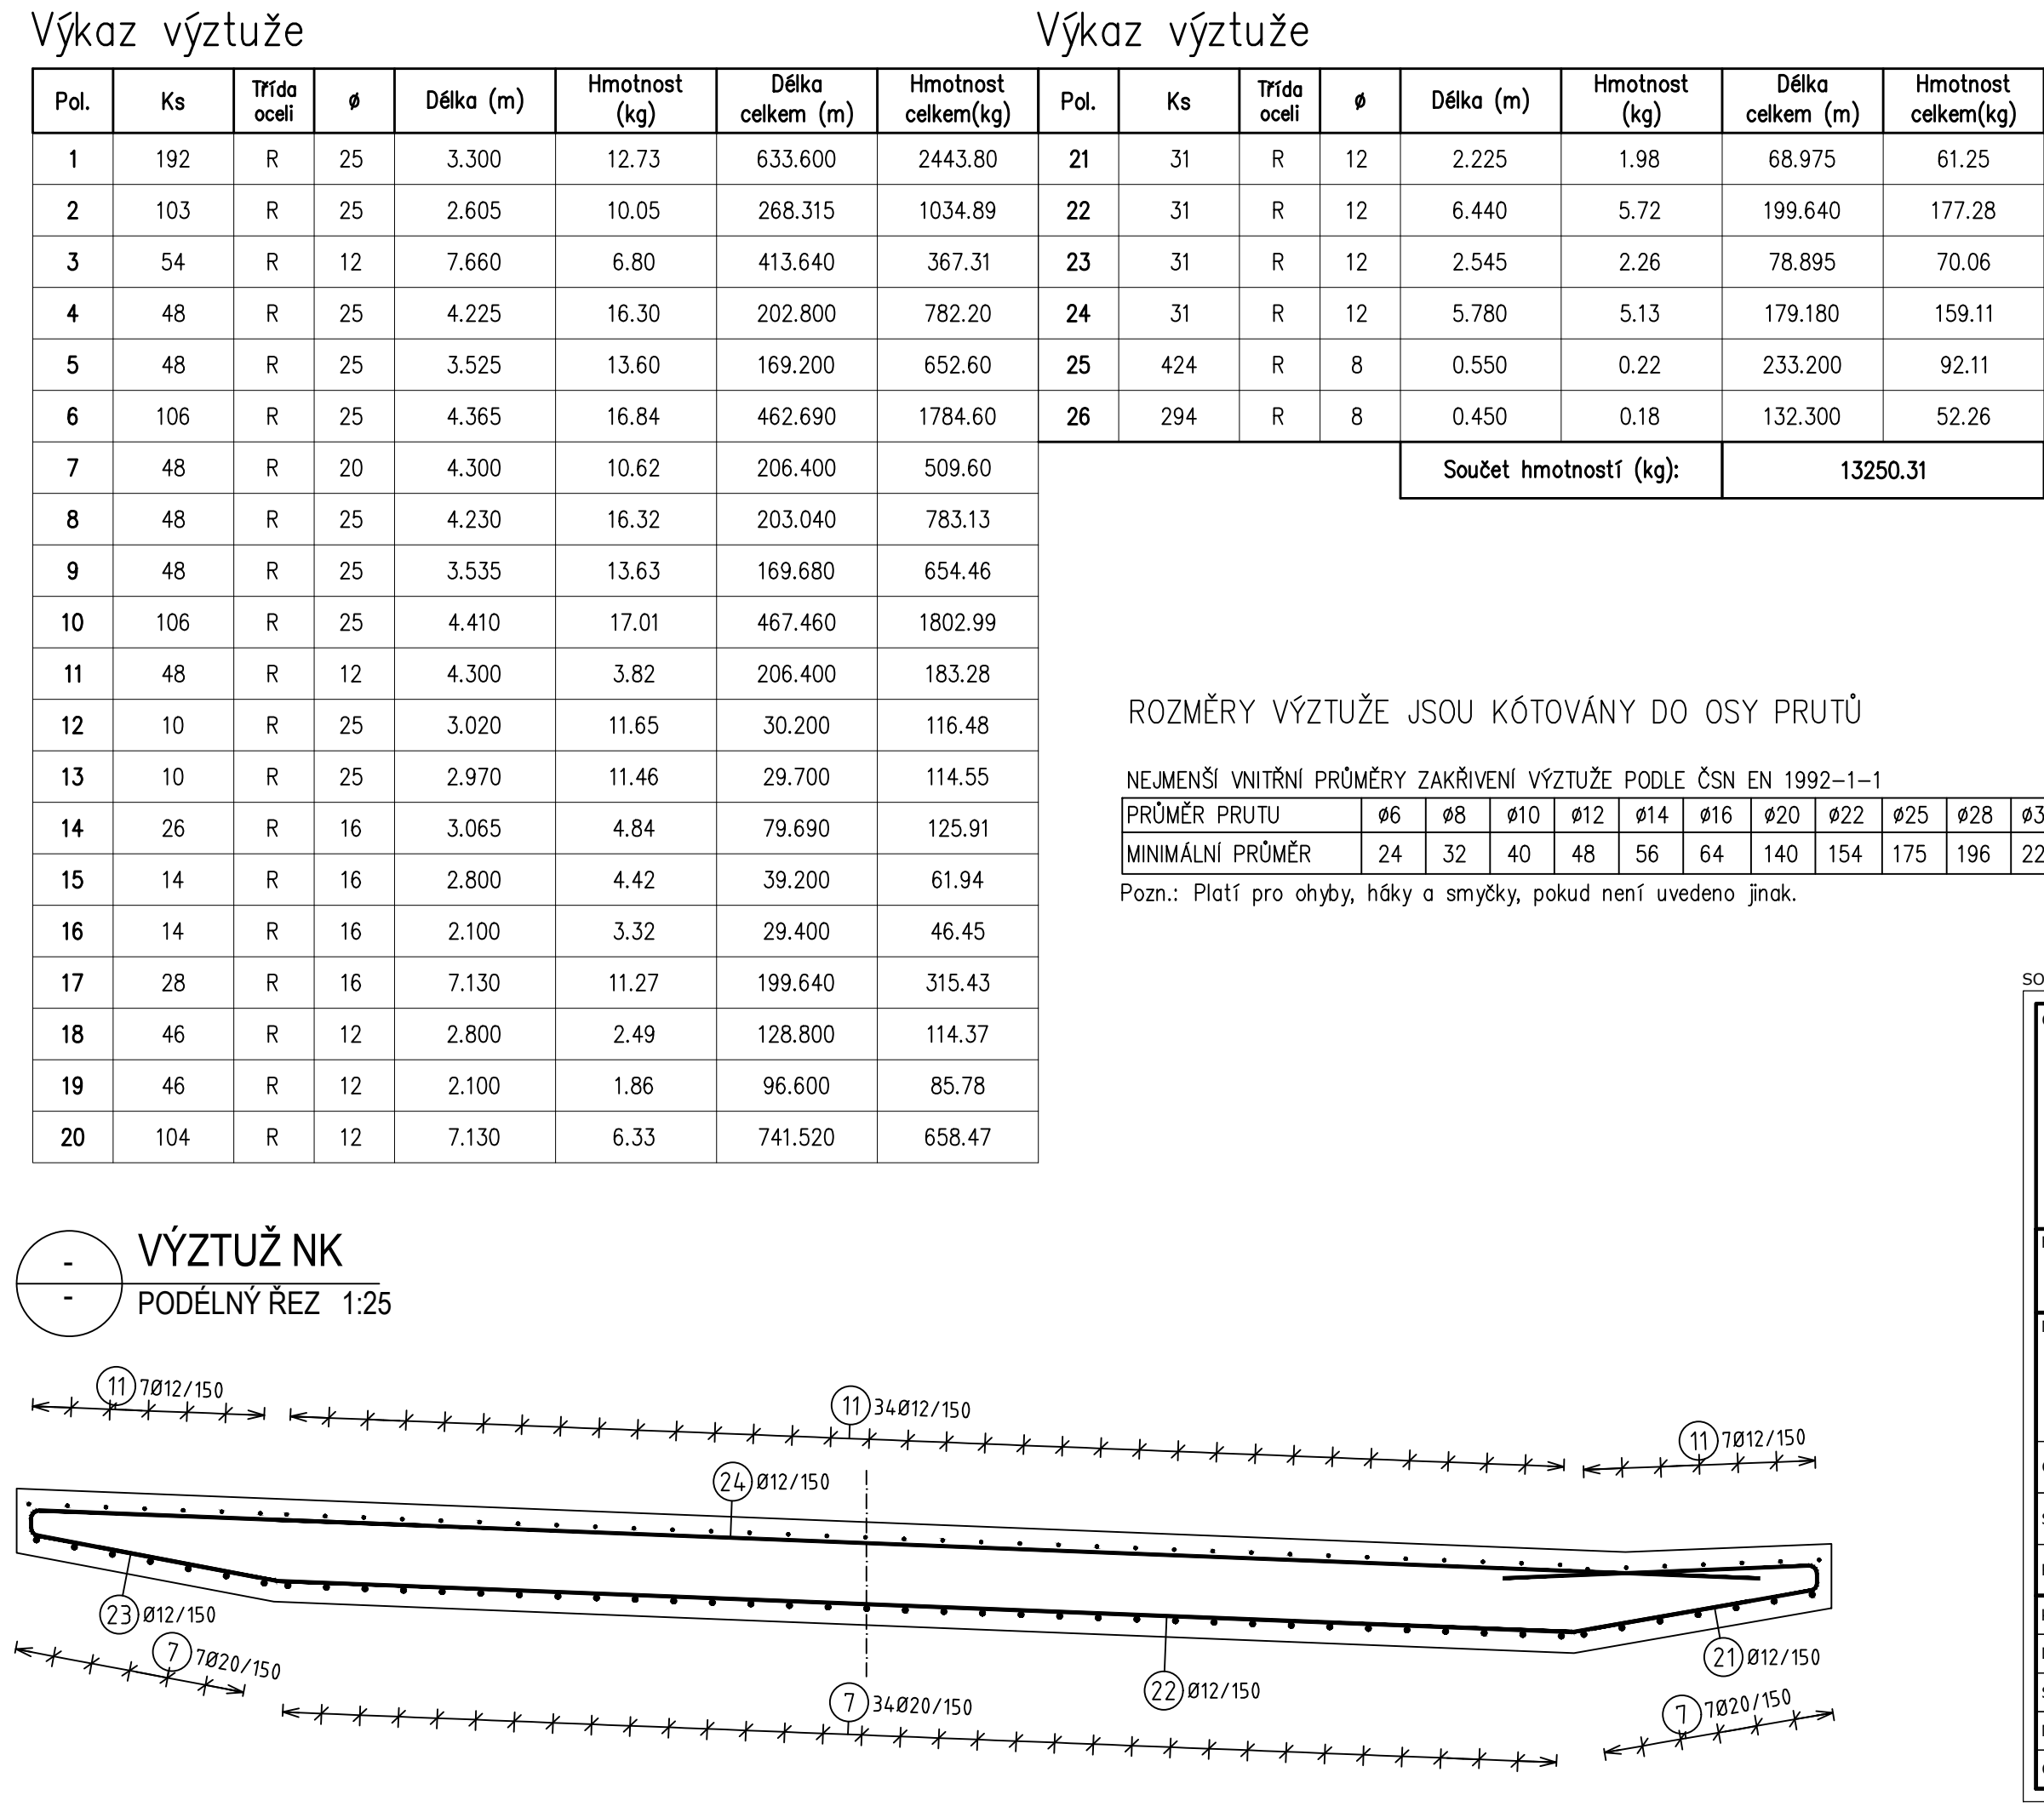 Výkaz výztuže
Pol. Ks Třída oceli ø Délka (m) Hmotnost (kg) Délka celkem (m) Hmotnost celkem(kg)
1 192 R 25 3.300 12.73 633.600 2443.80
2 103 R 25 2.605 10.05 268.315 1034.89
3 54 R 12 7.660 6.80 413.640 367.31
4 48 R 25 4.225 16.30 202.800 782.20
5 48 R 25 3.525 13.60 169.200 652.60
6 106 R 25 4.365 16.84 462.690 1784.60
7 48 R 20 4.300 10.62 206.400 509.60
8 48 R 25 4.230 16.32 203.040 783.13
9 48 R 25 3.535 13.63 169.680 654.46
10 106 R 25 4.410 17.01 467.460 1802.99
11 48 R 12 4.300 3.82 206.400 183.28
12 10 R 25 3.020 11.65 30.200 116.48
13 10 R 25 2.970 11.46 29.700 114.55
14 26 R 16 3.065 4.84 79.690 125.91
15 14 R 16 2.800 4.42 39.200 61.94
16 14 R 16 2.100 3.32 29.400 46.45
17 28 R 16 7.130 11.27 199.640 315.43
18 46 R 12 2.800 2.49 128.800 114.37
19 46 R 12 2.100 1.86 96.600 85.78
20 104 R 12 7.130 6.33 741.520 658.47
Výkaz výztuže
Pol. Ks Třída oceli ø Délka (m) Hmotnost (kg) Délka celkem (m) Hmotnost celkem(kg)
21 31 R 12 2.225 1.98 68.975 61.25
22 31 R 12 6.440 5.72 199.640 177.28
23 31 R 12 2.545 2.26 78.895 70.06
24 31 R 12 5.780 5.13 179.180 159.11
25 424 R 8 0.550 0.22 233.200 92.11
26 294 R 8 0.450 0.18 132.300 52.26
Součet hmotností (kg): 13250.31
ROZMĚRY VÝZTUŽE JSOU KÓTOVÁNY DO OSY PRUTŮ
NEJMENŠÍ VNITŘNÍ PRŮMĚRY ZAKŘIVENÍ VÝZTUŽE PODLE ČSN EN 1992-1-1
PRŮMĚR PRUTU ø6 ø8 ø10 ø12 ø14 ø16 ø20 ø22 ø25 ø28 ø3
MINIMÁLNÍ PRŮMĚR 24 32 40 48 56 64 140 154 175 196 22
Pozn.: Platí pro ohyby, háky a smyčky, pokud není uvedeno jinak.
SO
- VÝZTUŽ NK
- PODÉLNÝ ŘEZ 1:25
11 7Ø12/150
11 34Ø12/150
11 7Ø12/150
24 Ø12/150
23 Ø12/150
7 7Ø20/150
22 Ø12/150
21 Ø12/150
7 34Ø20/150
7 7Ø20/150